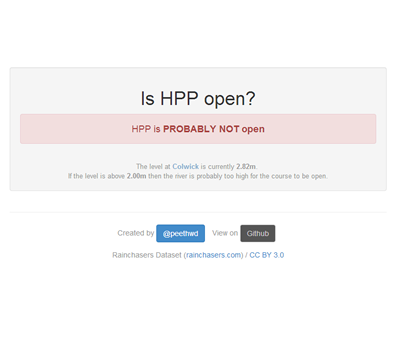 Is HPP open?
HPP is PROBABLY NOT open
The level at Colwick is currently 2.82m.
If the level is above 2.00m then the river is probably too high for the course to be open.
Created by @peethwd View on Github
Rainchasers Dataset (rainchasers.com) / CC BY 3.0